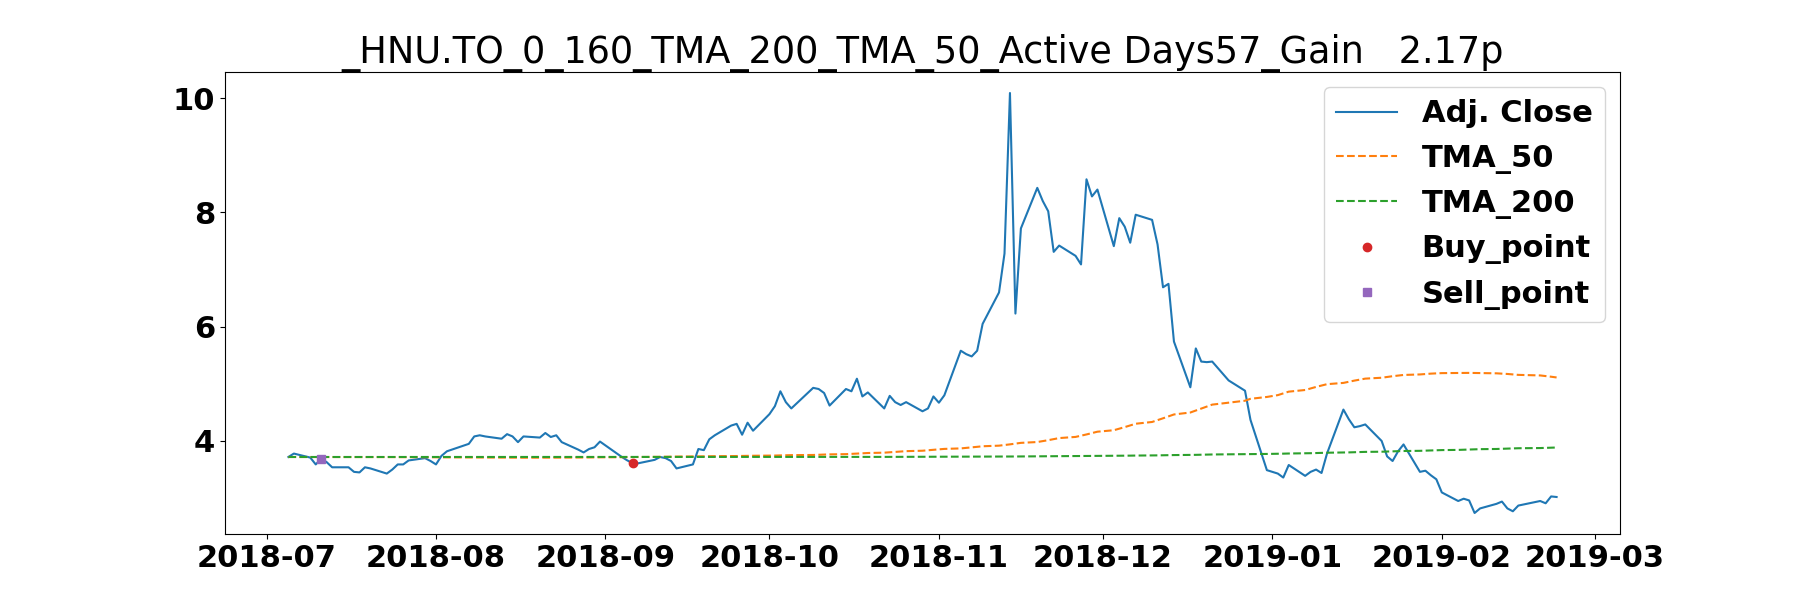 _HNU.TO_0_160_TMA_200_TMA_50_Active Days57_Gain   2.17p
10
8
6
4
Adj. Close
TMA_50
TMA_200
Buy_point
Sell_point
2018-07 2018-08 2018-09 2018-10 2018-11 2018-12 2019-01 2019-02 2019-03